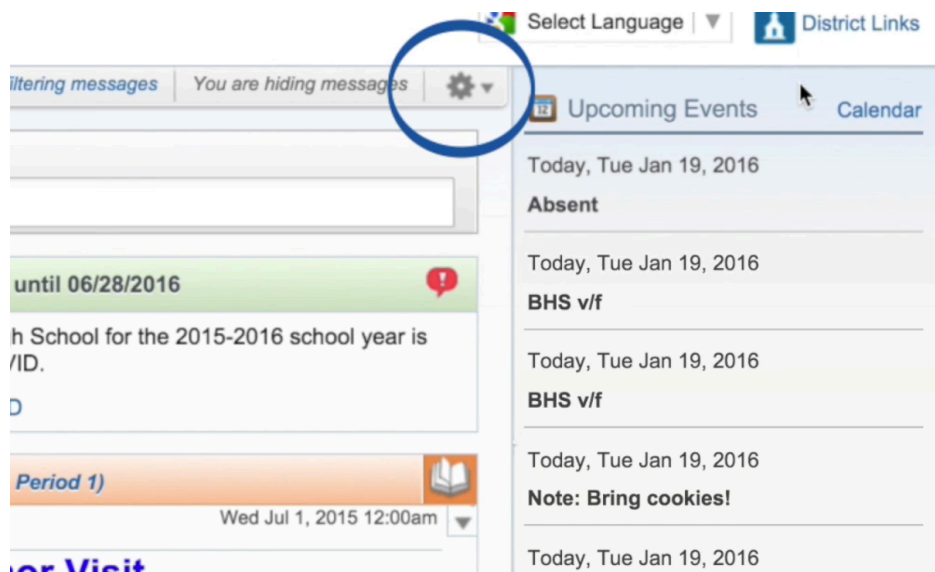 Select Language
District Links
iltering messages
You are hiding messages
12
Upcoming Events
Calendar
Today, Tue Jan 19, 2016
Absent
Today, Tue Jan 19, 2016
BHS v/f
Today, Tue Jan 19, 2016
BHS v/f
Today, Tue Jan 19, 2016
Note: Bring cookies!
Today, Tue Jan 19, 2016
until 06/28/2016
h School for the 2015-2016 school year is
/ID.
Period 1)
Wed Jul 1, 2015 12:00am
or Visit